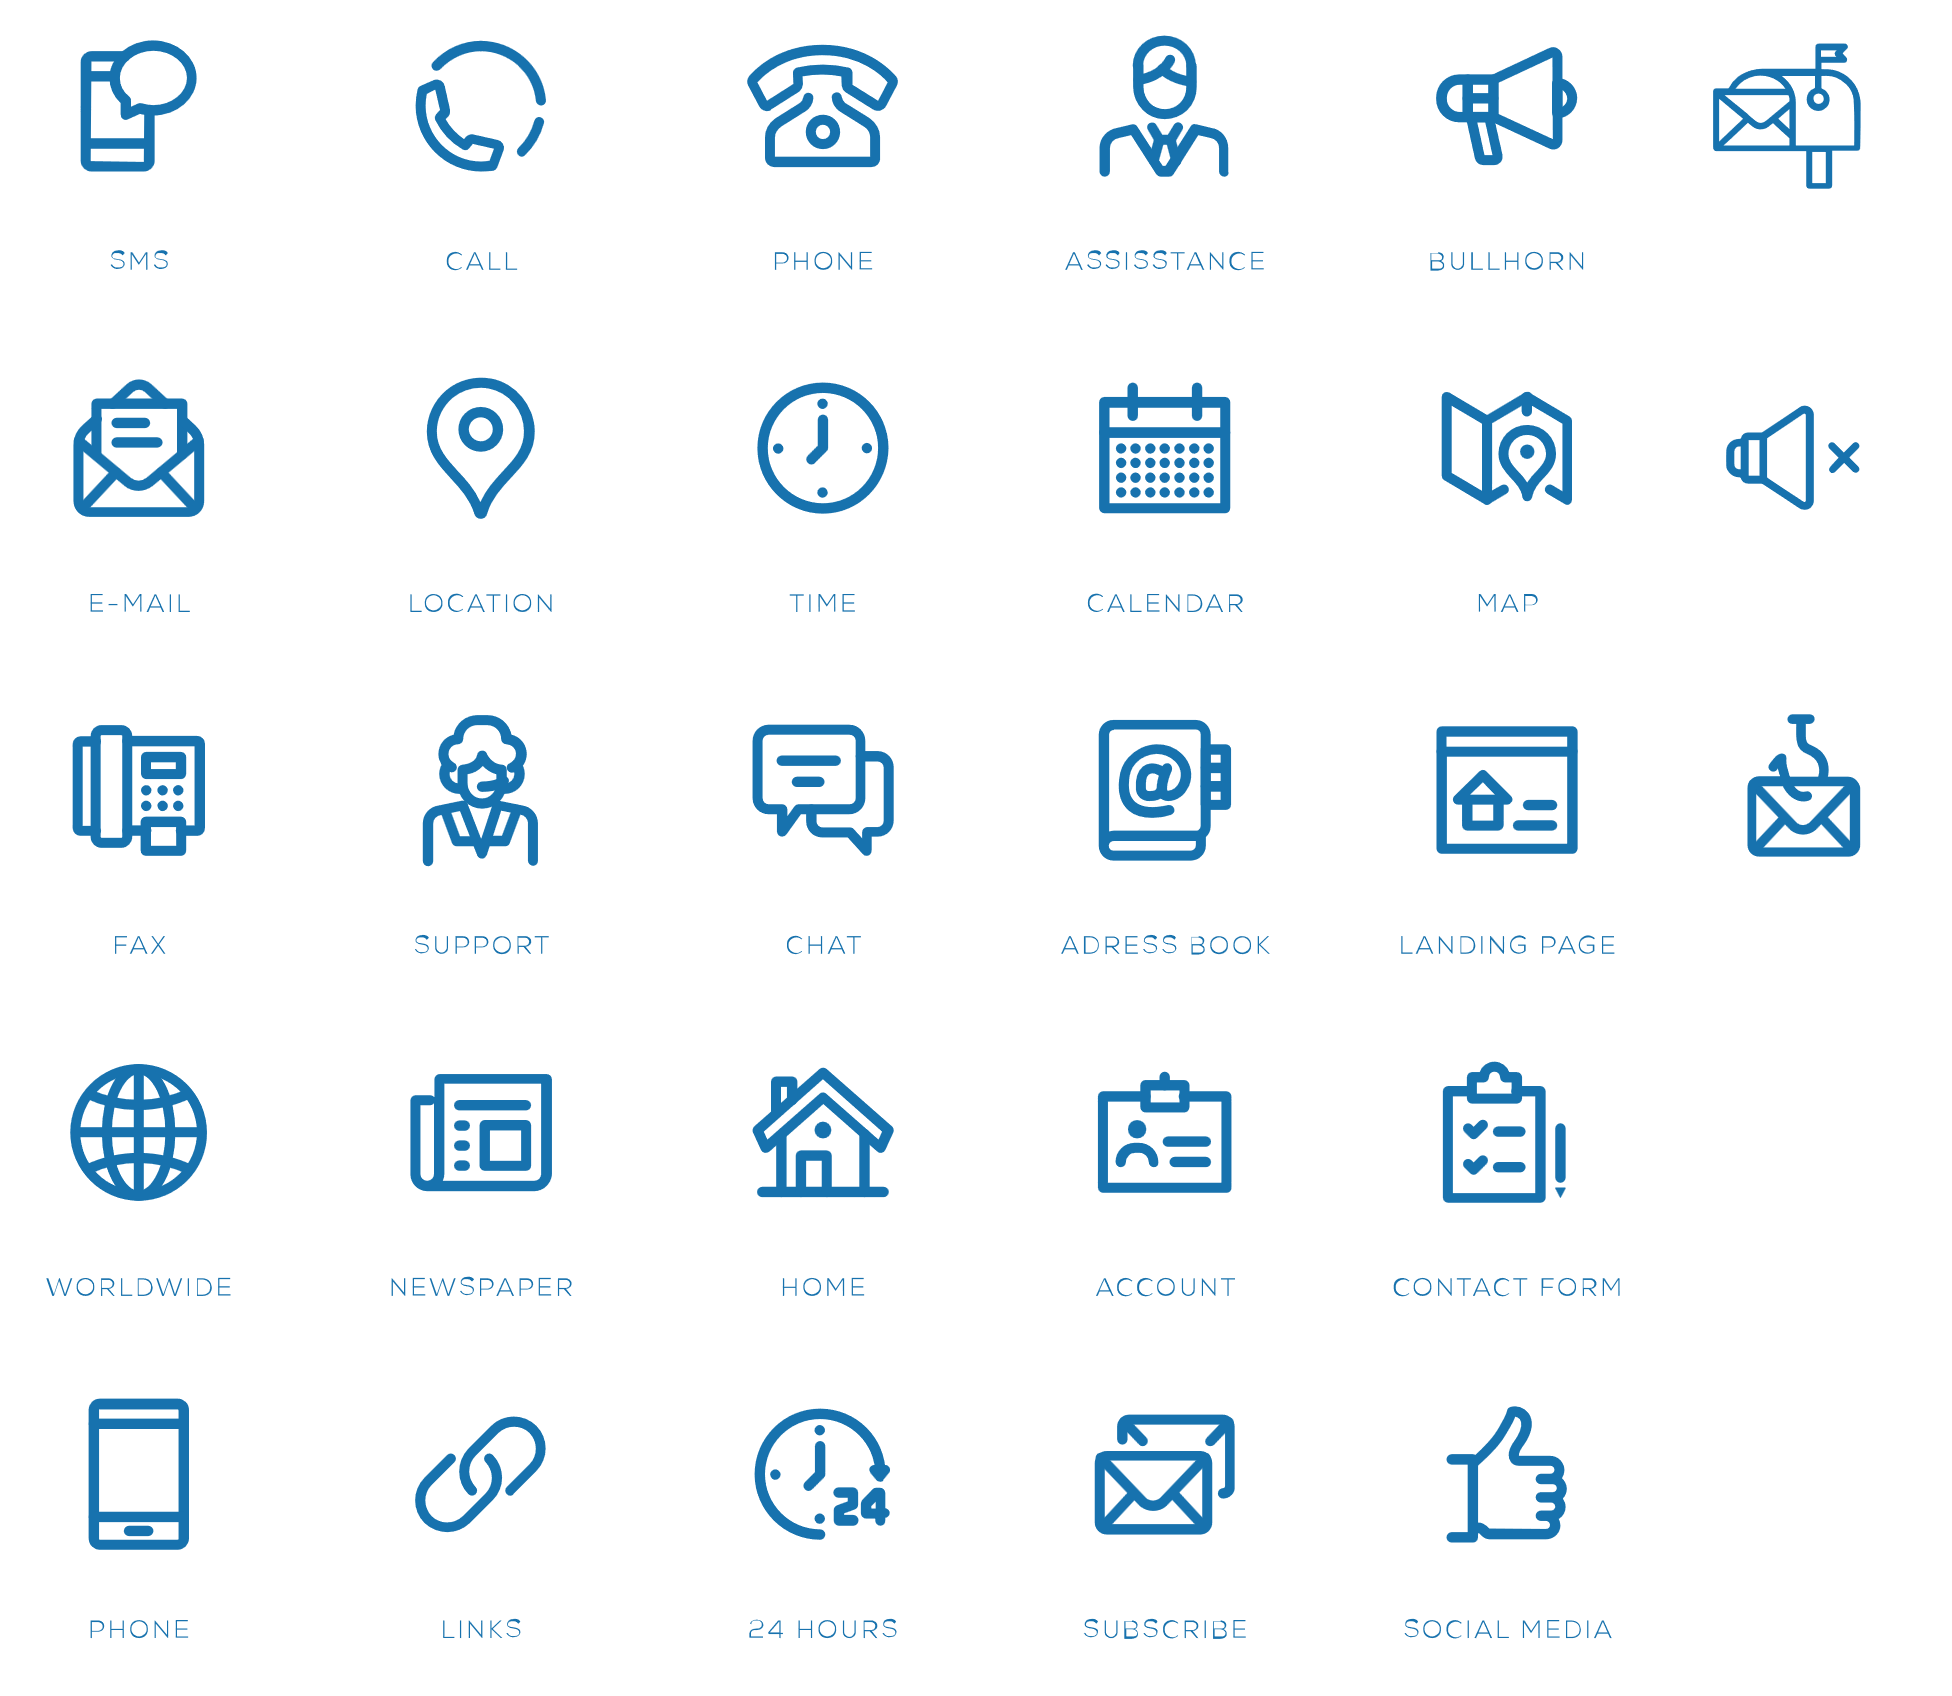 SMS
CALL
PHONE
ASSISSTANCE
BULLHORN
E-MAIL
LOCATION
TIME
CALENDAR
MAP
@
FAX
SUPPORT
CHAT
ADRESS BOOK
LANDING PAGE
WORLDWIDE
NEWSPAPER
HOME
ACCOUNT
CONTACT FORM
24
PHONE
LINKS
24 HOURS
SUBSCRIBE
SOCIAL MEDIA